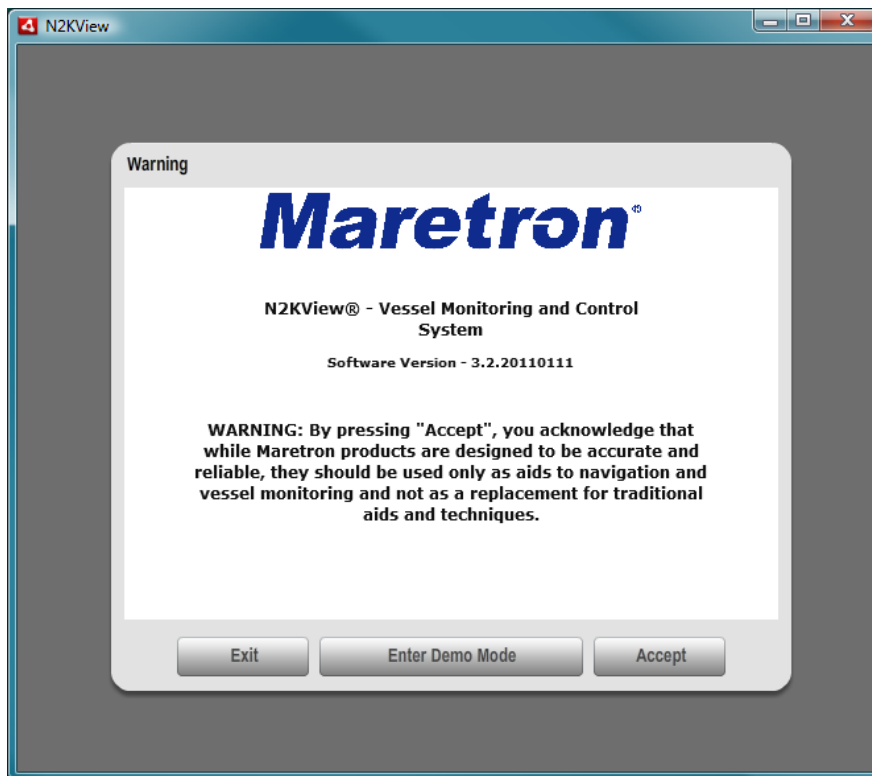 N2KView
Warning
Maretron®
N2KView® - Vessel Monitoring and Control
System
Software Version - 3.2.20110111
WARNING: By pressing "Accept", you acknowledge that
while Maretron products are designed to be accurate and
reliable, they should be used only as aids to navigation and
vessel monitoring and not as a replacement for traditional
aids and techniques.
Exit
Enter Demo Mode
Accept